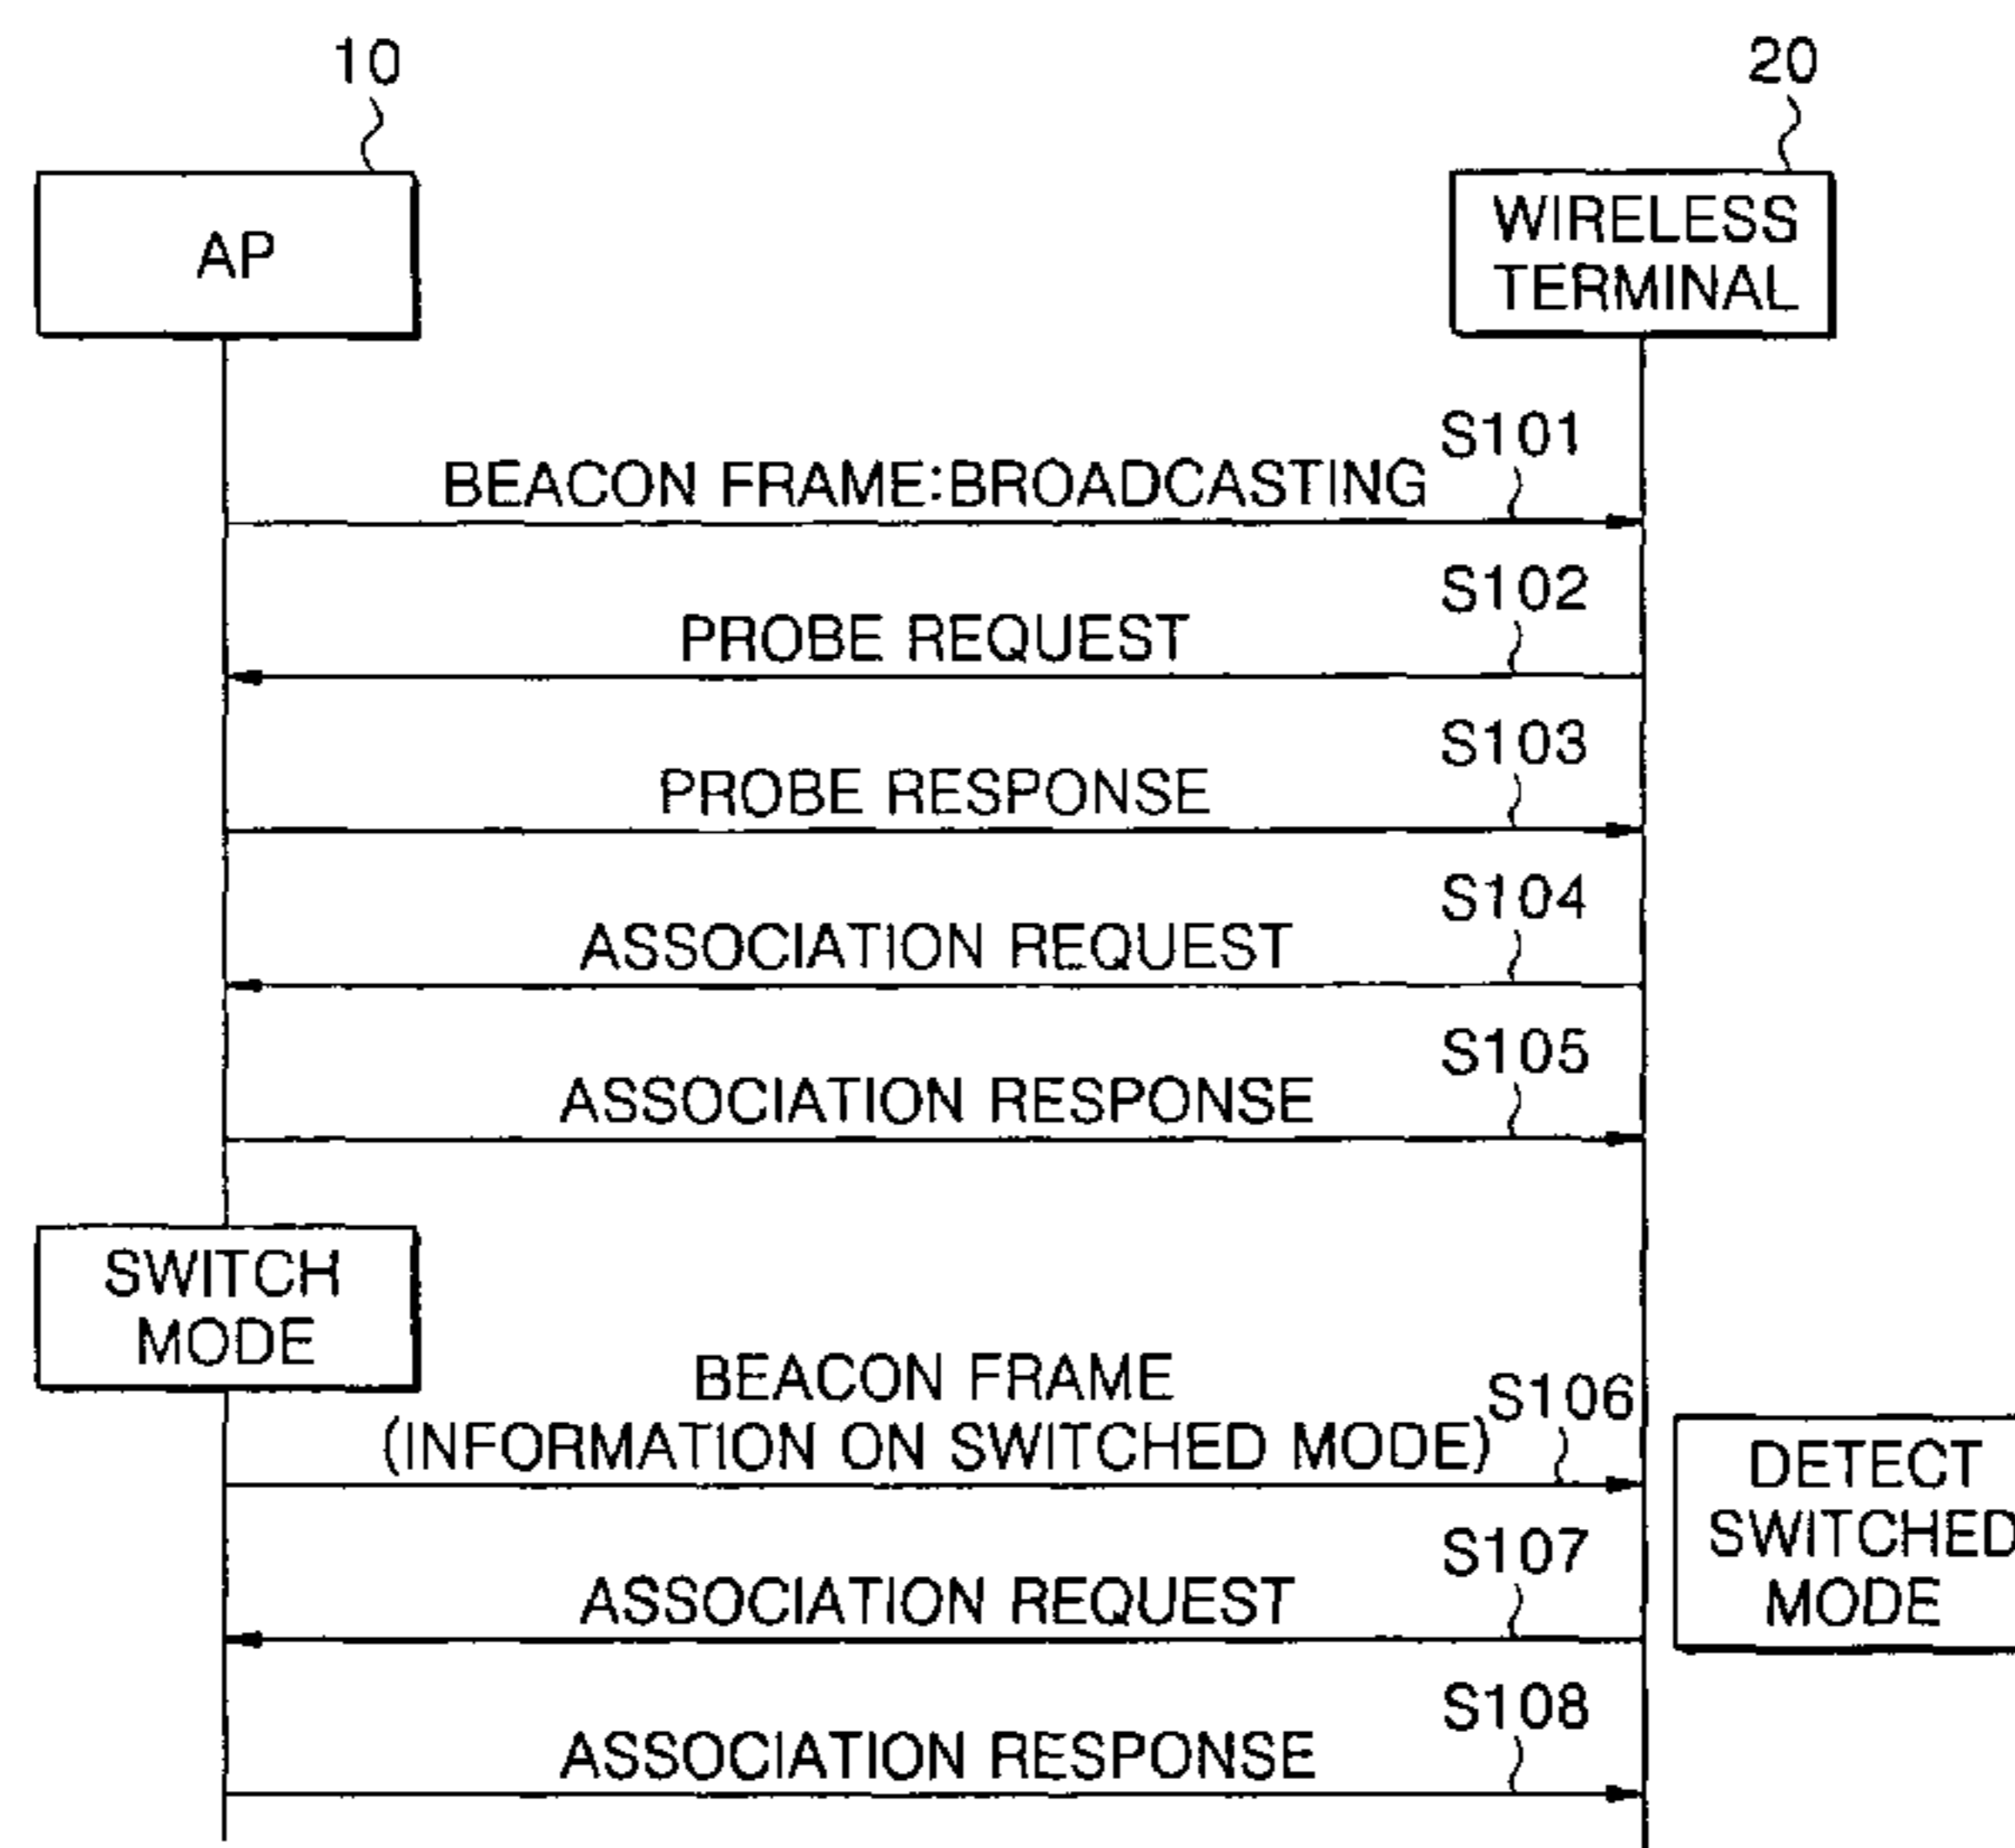 10
20
AP
WIRELESS
TERMINAL
S101
BEACON FRAME:BROADCASTING
S102
PROBE REQUEST
S103
PROBE RESPONSE
S104
ASSOCIATION REQUEST
S105
ASSOCIATION RESPONSE
SWITCH
MODE
BEACON FRAME
(INFORMATION ON SWITCHED MODE)
S106
DETECT
SWITCHED
MODE
S107
ASSOCIATION REQUEST
S108
ASSOCIATION RESPONSE